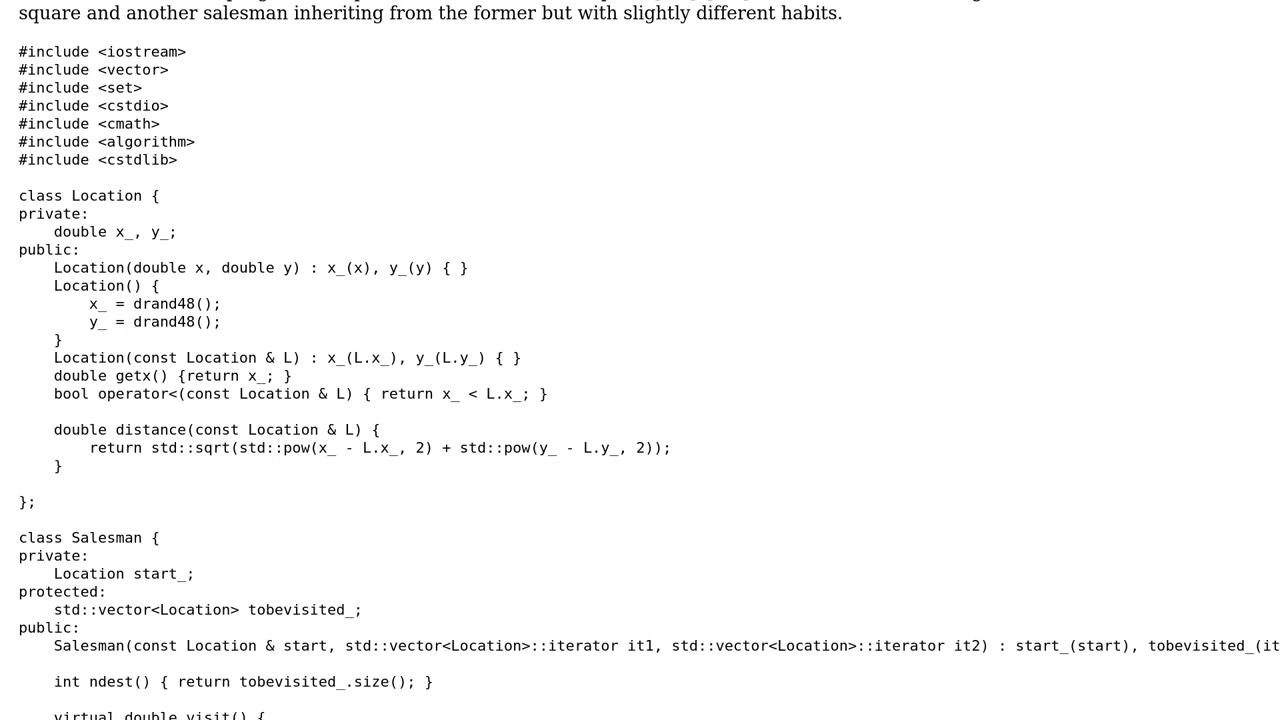 square and another salesman inheriting from the former but with slightly different habits.
#include <iostream>
#include <vector>
#include <set>
#include <cstdio>
#include <cmath>
#include <algorithm>
#include <cstdlib>
class Location {
private:
    double x_, y_;
public:
    Location(double x, double y) : x_(x), y_(y) { }
    Location() {
        x_ = drand48();
        y_ = drand48();
    }
    Location(const Location & L) : x_(L.x_), y_(L.y_) { }
    double getx() {return x_; }
    bool operator<(const Location & L) { return x_ < L.x_; }
    double distance(const Location & L) {
        return std::sqrt(std::pow(x_ - L.x_, 2) + std::pow(y_ - L.y_, 2));
    }
};
class Salesman {
private:
    Location start_;
protected:
    std::vector<Location> tobevisited_;
public:
    Salesman(const Location & start, std::vector<Location>::iterator it1, std::vector<Location>::iterator it2) : start_(start), tobevisited_(it
    int ndest() { return tobevisited_.size(); }
    virtual double visit() {